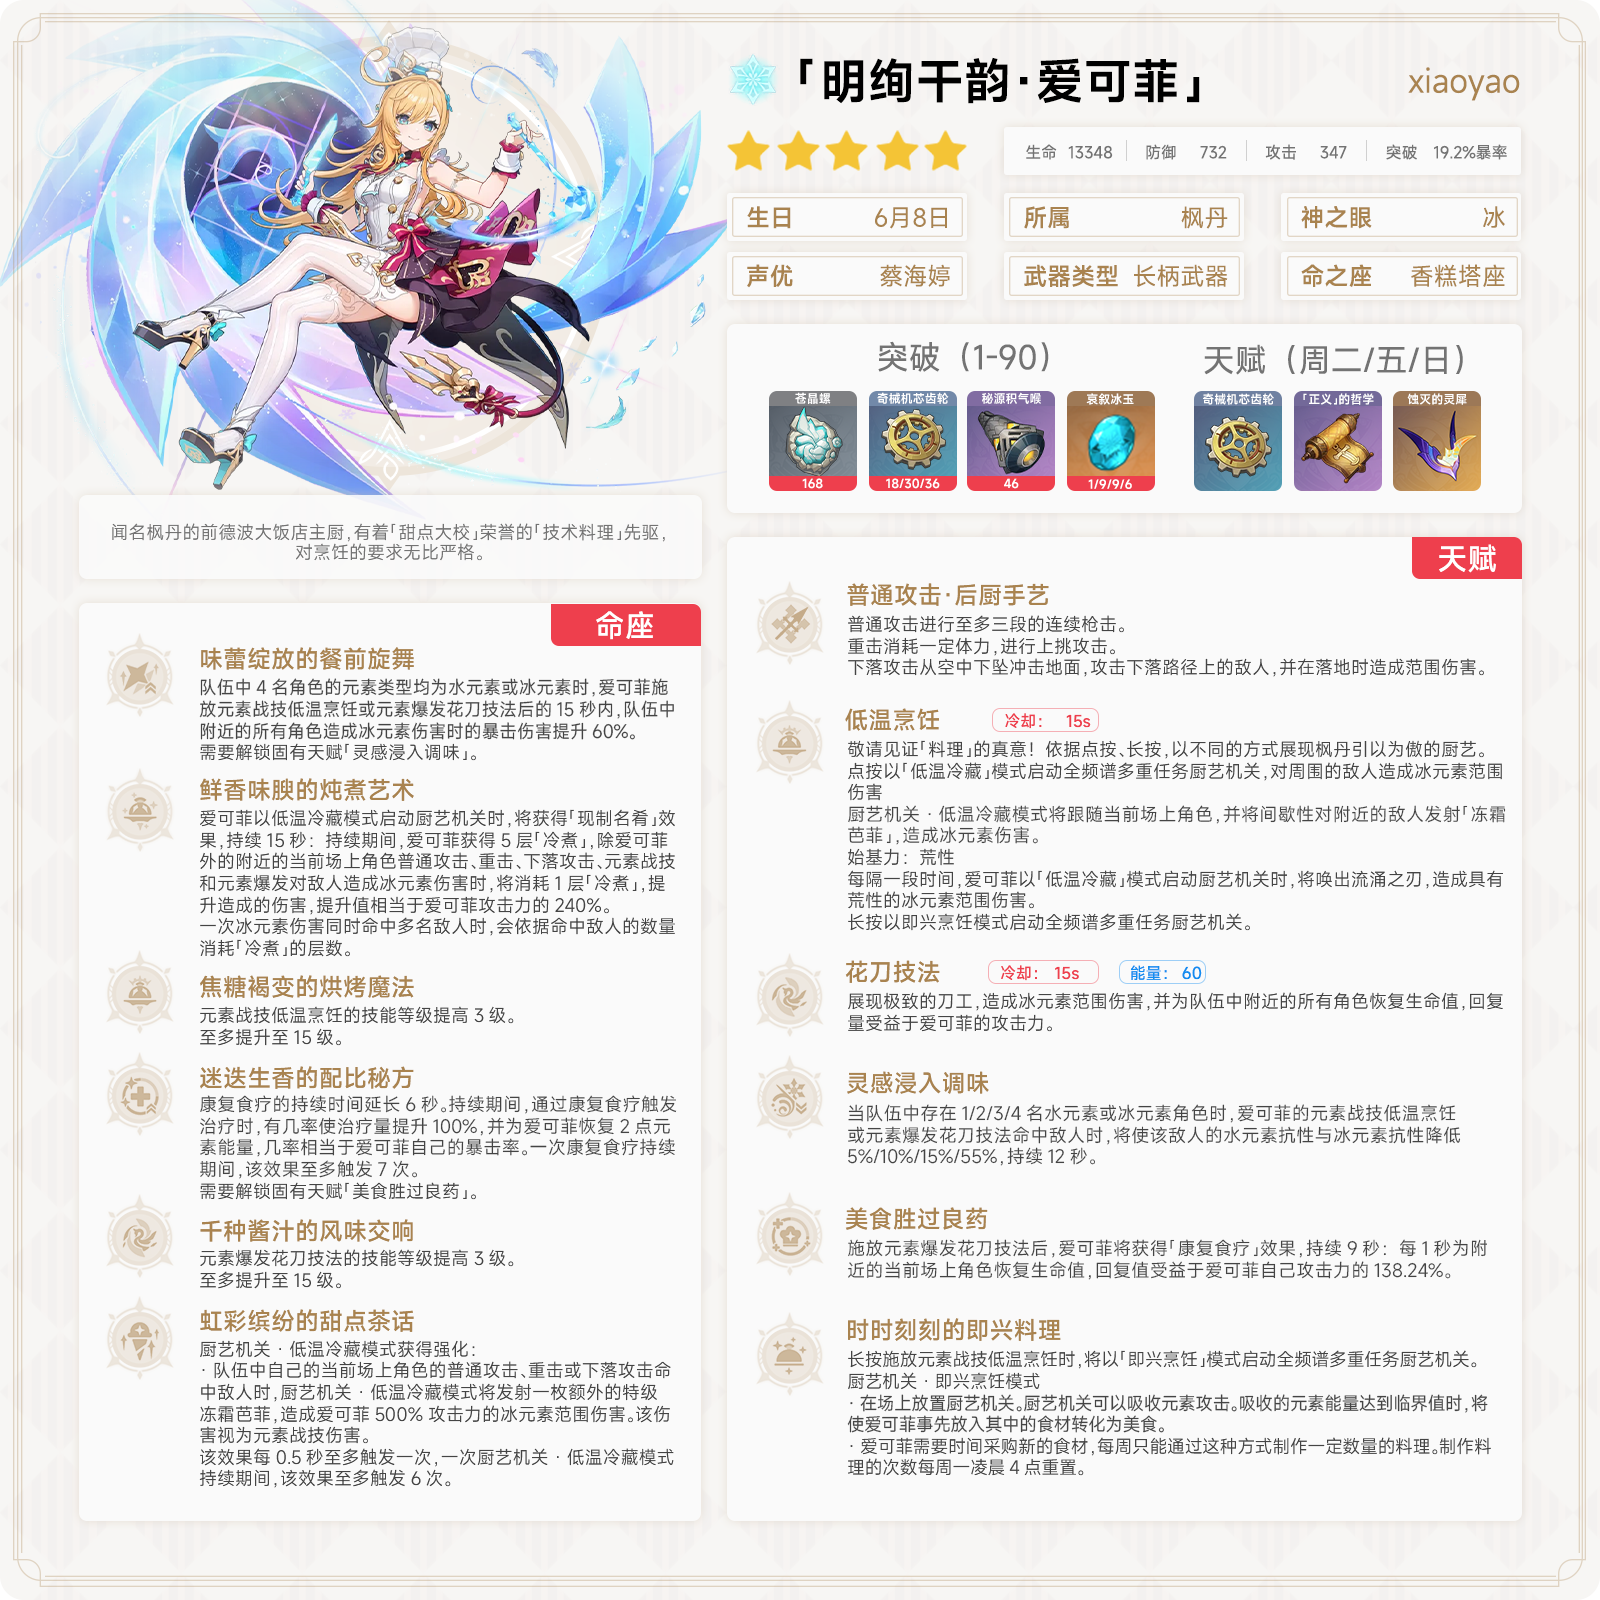 「明绚干韵·爱可菲」
xiaoyao
生命 13348 防御 732 攻击 347 突破 19.2%暴率
生日 6月8日 所属 枫丹 神之眼 冰
声优 蔡海婷 武器类型 长柄武器 命之座 香糕塔座
突破（1-90）
苍晶螺 奇械机芯齿轮 秘源积气喉 哀叙冰玉
168 18/30/36 46 1/9/9/6
天赋（周二/五/日）
奇械机芯齿轮 「正义」的哲学 蚀灭的灵犀
闻名枫丹的前德波大饭店主厨,有着「甜点大校」荣誉的「技术料理」先驱,
对烹饪的要求无比严格。
命座
味蕾绽放的餐前旋舞
队伍中 4 名角色的元素类型均为水元素或冰元素时,爱可菲施
放元素战技低温烹饪或元素爆发花刀技法后的 15 秒内,队伍中
附近的所有角色造成冰元素伤害时的暴击伤害提升 60%。
需要解锁固有天赋「灵感浸入调味」。
鲜香味腴的炖煮艺术
爱可菲以低温冷藏模式启动厨艺机关时,将获得「现制名肴」效
果,持续 15 秒：持续期间,爱可菲获得 5 层「冷煮」,除爱可菲
外的附近的当前场上角色普通攻击、重击、下落攻击、元素战技
和元素爆发对敌人造成冰元素伤害时,将消耗 1 层「冷煮」,提
升造成的伤害,提升值相当于爱可菲攻击力的 240%。
一次冰元素伤害同时命中多名敌人时,会依据命中敌人的数量
消耗「冷煮」的层数。
焦糖褐变的烘烤魔法
元素战技低温烹饪的技能等级提高 3 级。
至多提升至 15 级。
迷迭生香的配比秘方
康复食疗的持续时间延长 6 秒。持续期间,通过康复食疗触发
治疗时,有几率使治疗量提升 100%,并为爱可菲恢复 2 点元
素能量,几率相当于爱可菲自己的暴击率。一次康复食疗持续
期间,该效果至多触发 7 次。
需要解锁固有天赋「美食胜过良药」。
千种酱汁的风味交响
元素爆发花刀技法的技能等级提高 3 级。
至多提升至 15 级。
虹彩缤纷的甜点茶话
厨艺机关 · 低温冷藏模式获得强化：
· 队伍中自己的当前场上角色的普通攻击、重击或下落攻击命
中敌人时,厨艺机关 · 低温冷藏模式将发射一枚额外的特级
冻霜芭菲,造成爱可菲 500% 攻击力的冰元素范围伤害。该伤
害视为元素战技伤害。
该效果每 0.5 秒至多触发一次,一次厨艺机关 · 低温冷藏模式
持续期间,该效果至多触发 6 次。
天赋
普通攻击·后厨手艺
普通攻击进行至多三段的连续枪击。
重击消耗一定体力,进行上挑攻击。
下落攻击从空中下坠冲击地面,攻击下落路径上的敌人,并在落地时造成范围伤害。
低温烹饪 冷却： 15s
敬请见证「料理」的真意！依据点按、长按,以不同的方式展现枫丹引以为傲的厨艺。
点按以「低温冷藏」模式启动全频谱多重任务厨艺机关,对周围的敌人造成冰元素范围
伤害
厨艺机关 · 低温冷藏模式将跟随当前场上角色,并将间歇性对附近的敌人发射「冻霜
芭菲」,造成冰元素伤害。
始基力：荒性
每隔一段时间,爱可菲以「低温冷藏」模式启动厨艺机关时,将唤出流涌之刃,造成具有
荒性的冰元素范围伤害。
长按以即兴烹饪模式启动全频谱多重任务厨艺机关。
花刀技法 冷却： 15s 能量： 60
展现极致的刀工,造成冰元素范围伤害,并为队伍中附近的所有角色恢复生命值,回复
量受益于爱可菲的攻击力。
灵感浸入调味
当队伍中存在 1/2/3/4 名水元素或冰元素角色时,爱可菲的元素战技低温烹饪
或元素爆发花刀技法命中敌人时,将使该敌人的水元素抗性与冰元素抗性降低
5%/10%/15%/55%,持续 12 秒。
美食胜过良药
施放元素爆发花刀技法后,爱可菲将获得「康复食疗」效果,持续 9 秒：每 1 秒为附
近的当前场上角色恢复生命值,回复值受益于爱可菲自己攻击力的 138.24%。
时时刻刻的即兴料理
长按施放元素战技低温烹饪时,将以「即兴烹饪」模式启动全频谱多重任务厨艺机关。
厨艺机关 · 即兴烹饪模式
· 在场上放置厨艺机关。厨艺机关可以吸收元素攻击。吸收的元素能量达到临界值时,将
使爱可菲事先放入其中的食材转化为美食。
· 爱可菲需要时间采购新的食材,每周只能通过这种方式制作一定数量的料理。制作料
理的次数每周一凌晨 4 点重置。